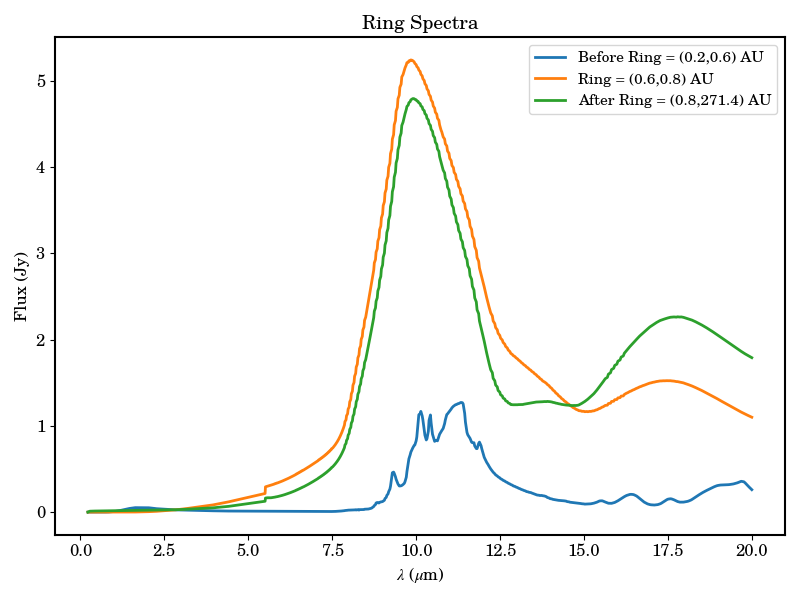 Ring Spectra
Before Ring = (0.2,0.6) AU
Ring = (0.6,0.8) AU
After Ring = (0.8,271.4) AU
Flux (Jy)
5
4
3
2
1
0
0.0 2.5 5.0 7.5 10.0 12.5 15.0 17.5 20.0
λ (μm)